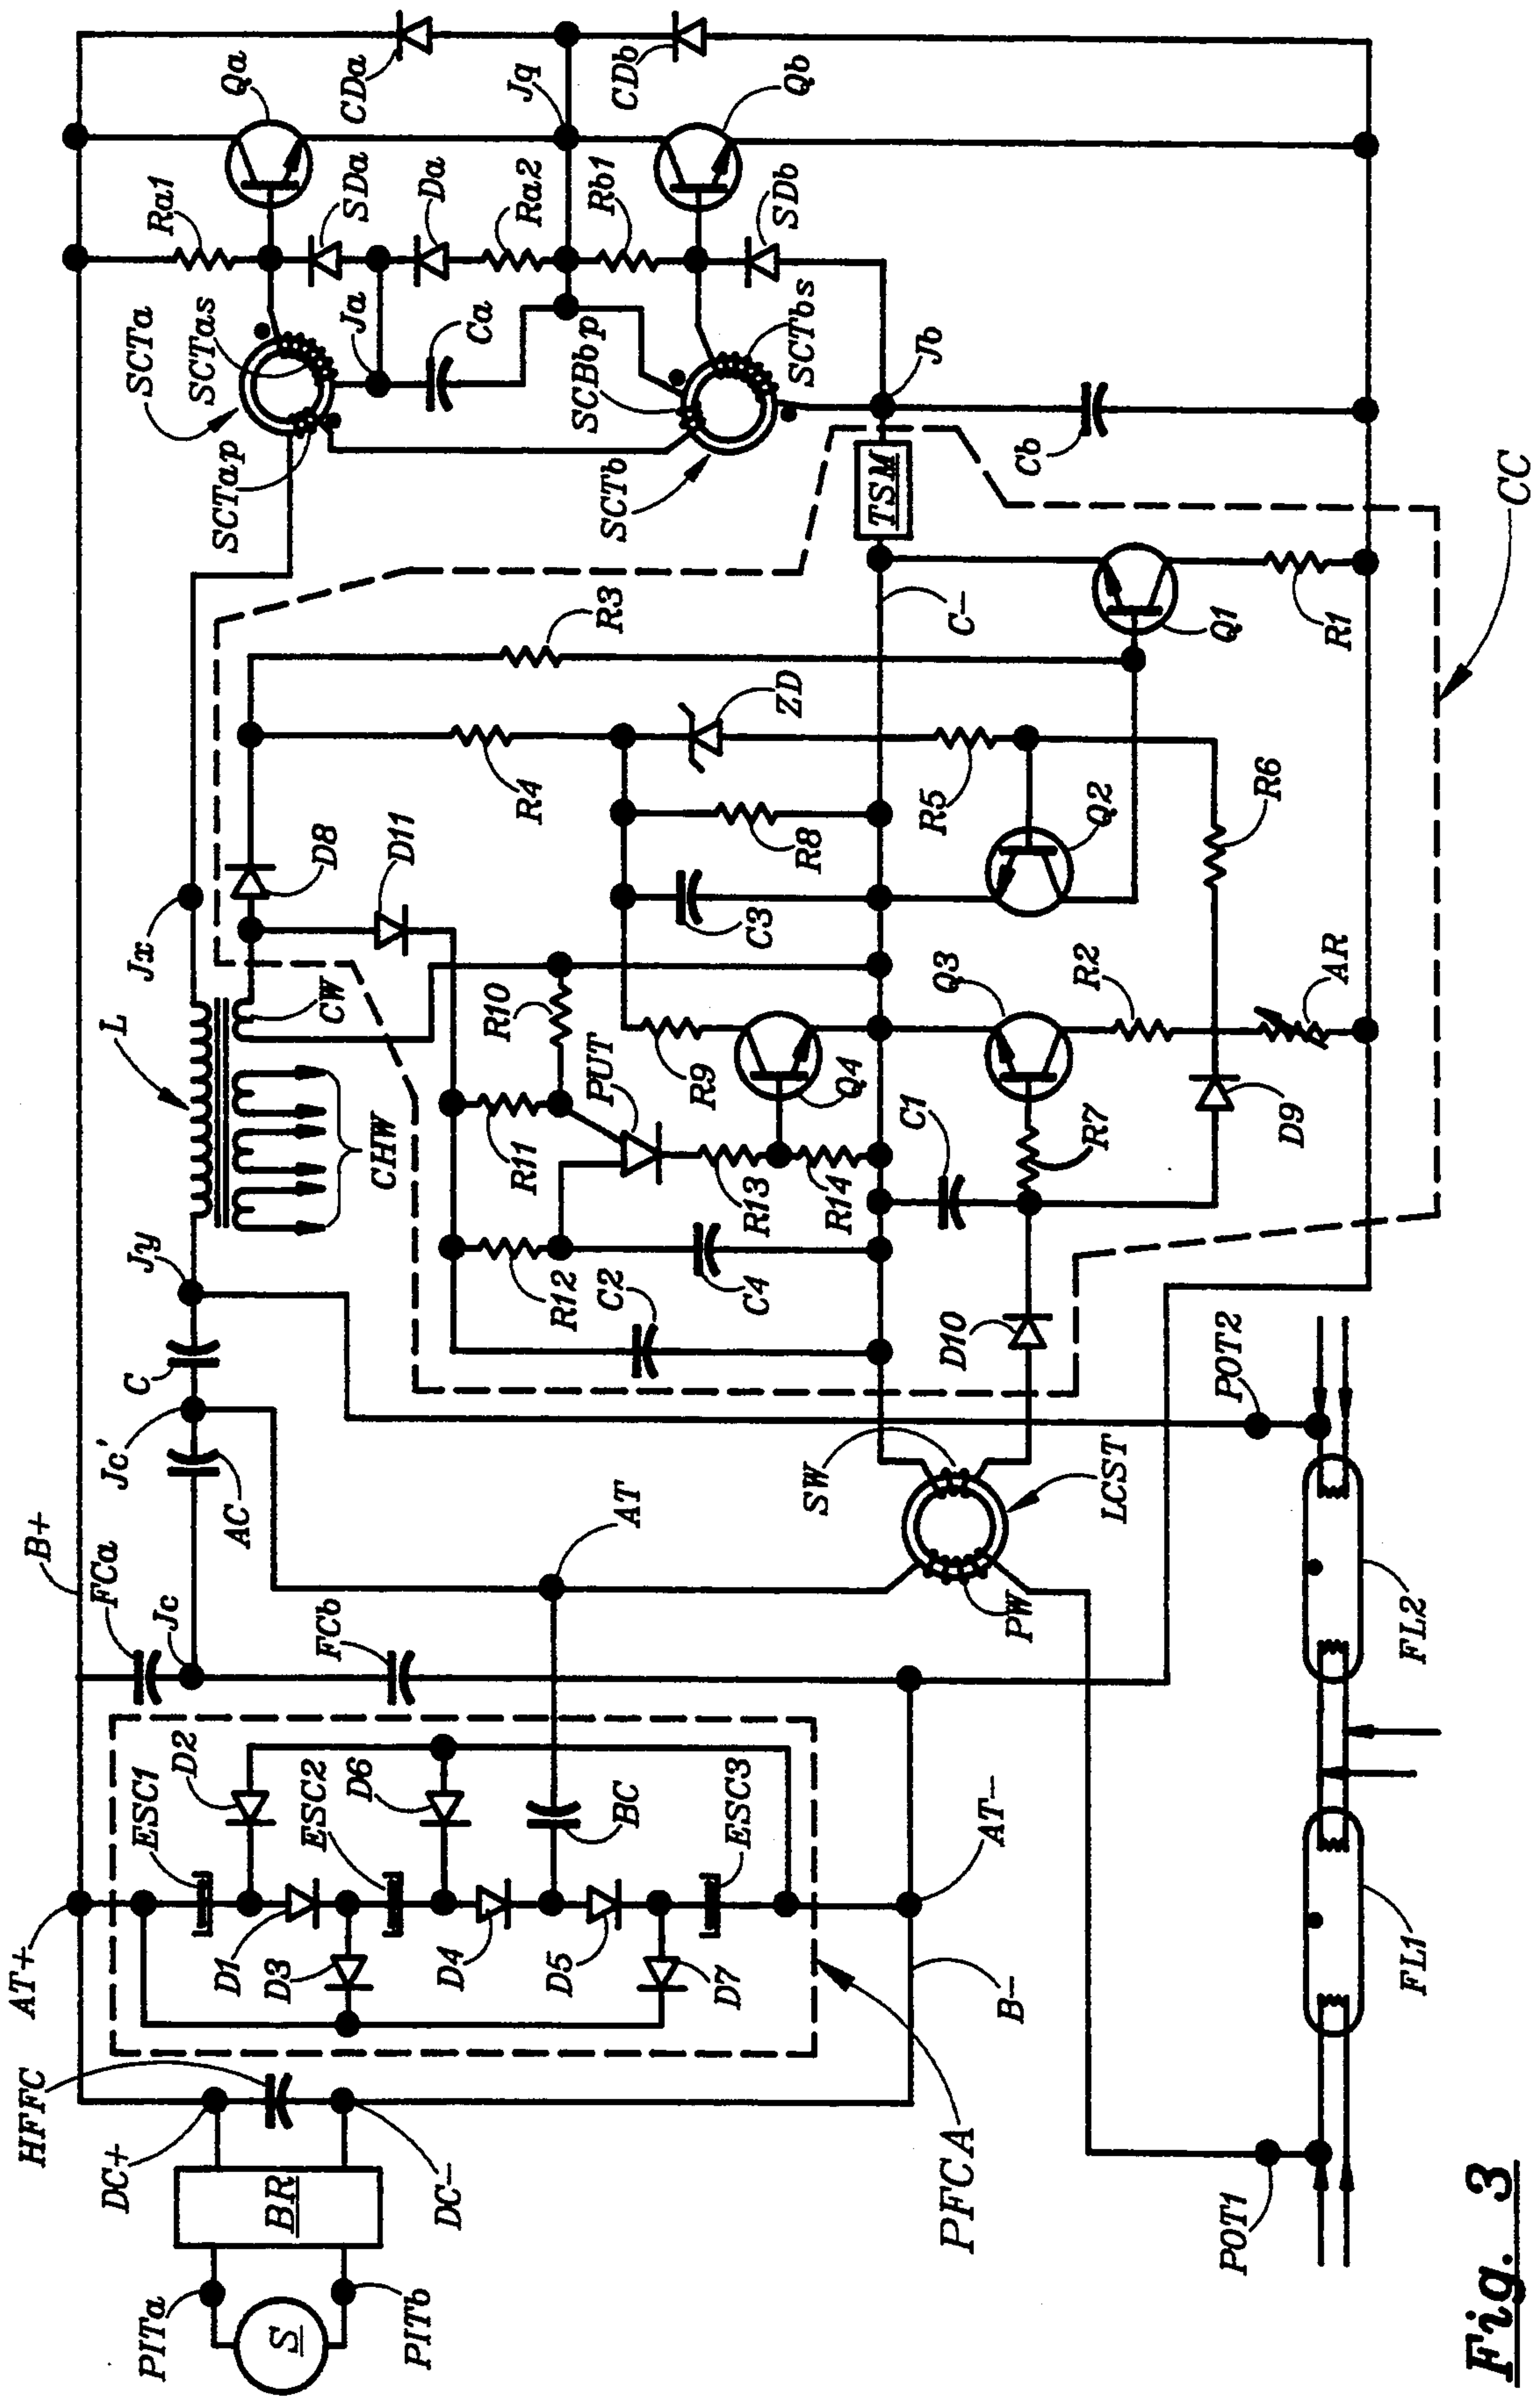 S
PITa
PITb
BR
DC+
DC-
HFFC
AT+
B+
ESC1
D2
D1
D3
ESC2
D6
D4
D5
BC
ESC3
D7
PFCA
B-
AT-
FCa
Jc
FCb
AC
Jc'
C
Jy
AT
SW
PW
LCST
L
CHW
CW
Jx
D8
D11
R12
R11
R10
PUT
C2
C4
R13
R14
R9
Q4
C3
R8
R4
ZD
R3
C1
R7
D10
D9
Q3
R2
AR
R6
R5
Q2
Q1
R1
C-
TSM
CC
SCTa
SCTas
SCTap
Ja
Ca
SCBbp
SCTb
SCTbs
Jb
Cb
Ra1
SDa
Da
Ra2
Rb1
SDb
Qa
Jq
Qb
CDa
CDb
POT1
POT2
FL1
FL2
Fig. 3